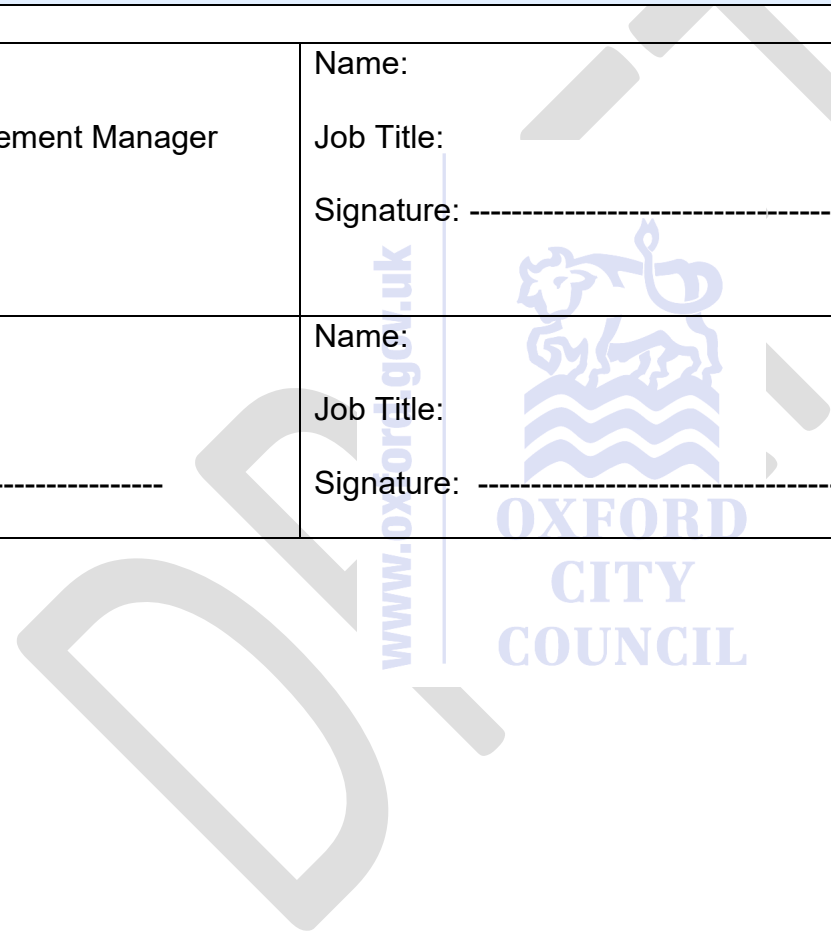 Name:
ement Manager
Job Title:
Signature: ----------------------------------
Name:
Job Title:
---------------- Signature: ----------------------------------
www.oxford.gov.uk
OXFORD
CITY
COUNCIL